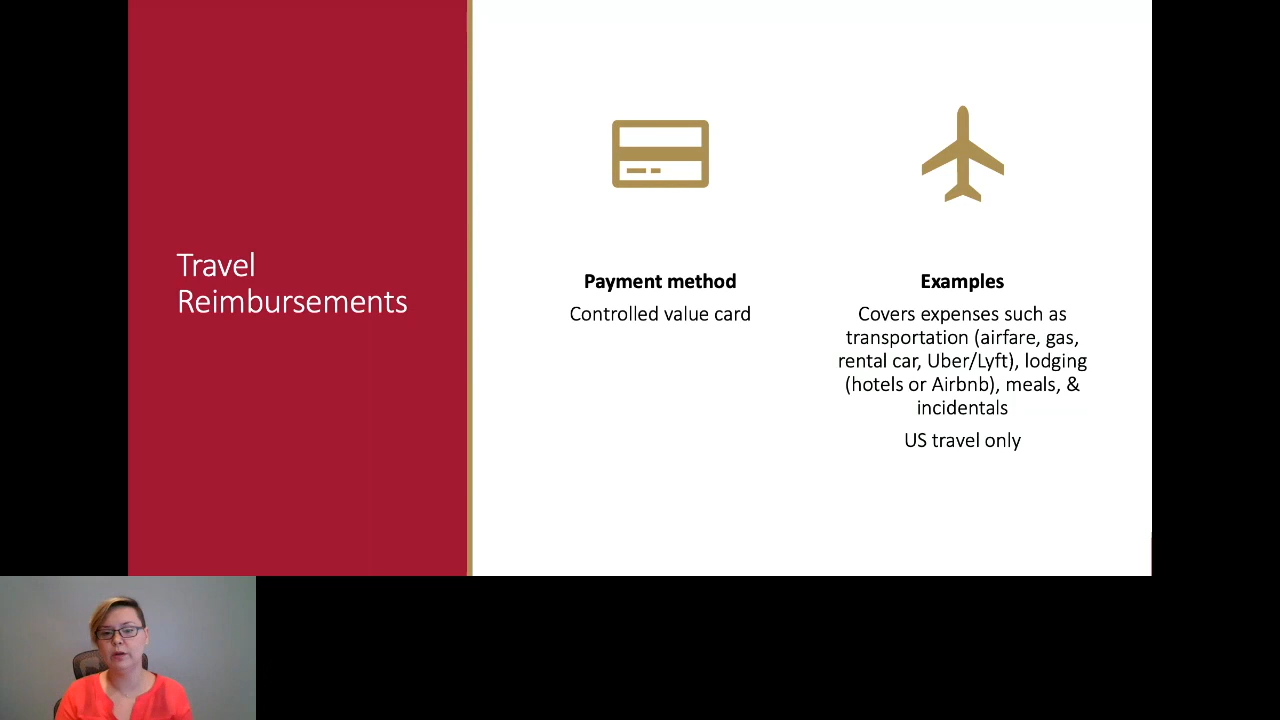 Travel
Reimbursements
Payment method
Controlled value card
Examples
Covers expenses such as
transportation (airfare, gas,
rental car, Uber/Lyft), lodging
(hotels or Airbnb), meals, &
incidentals
US travel only